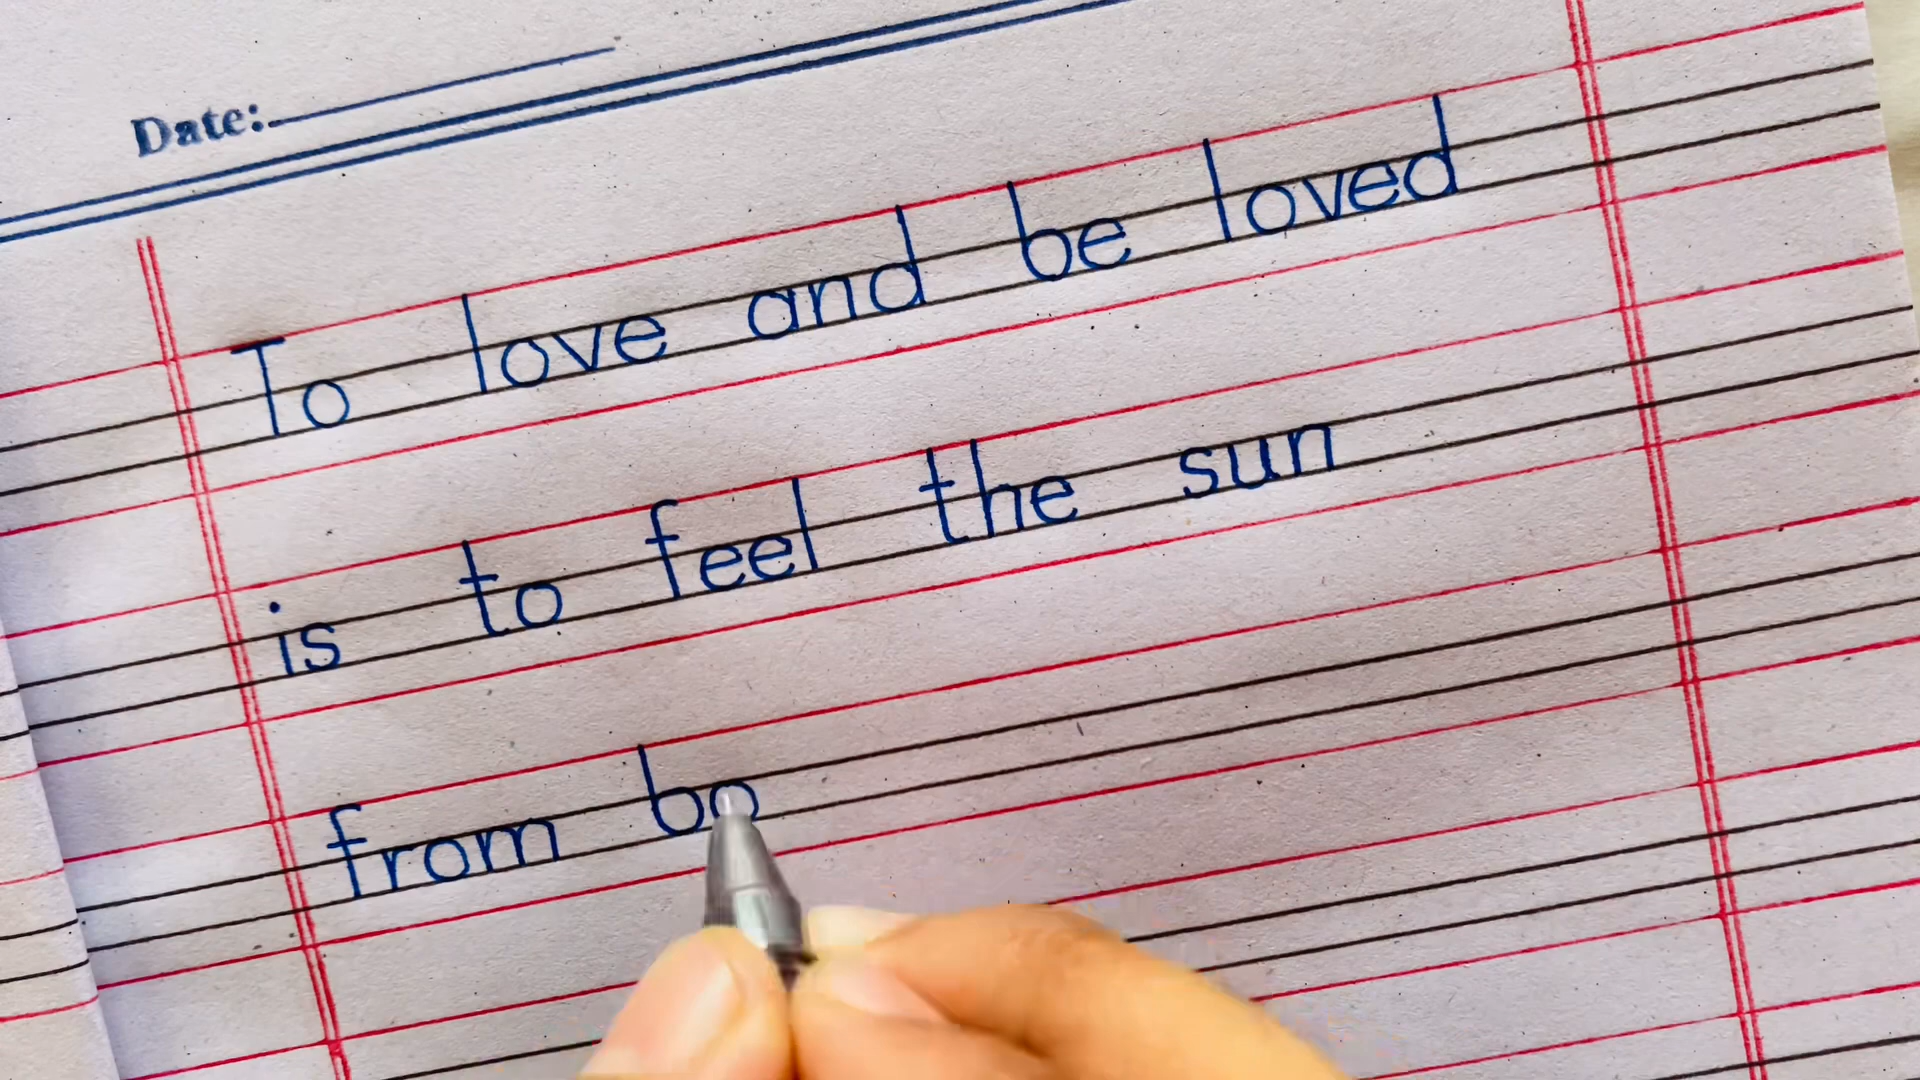 Date:
To love and be loved
is to feel the sun
from bo